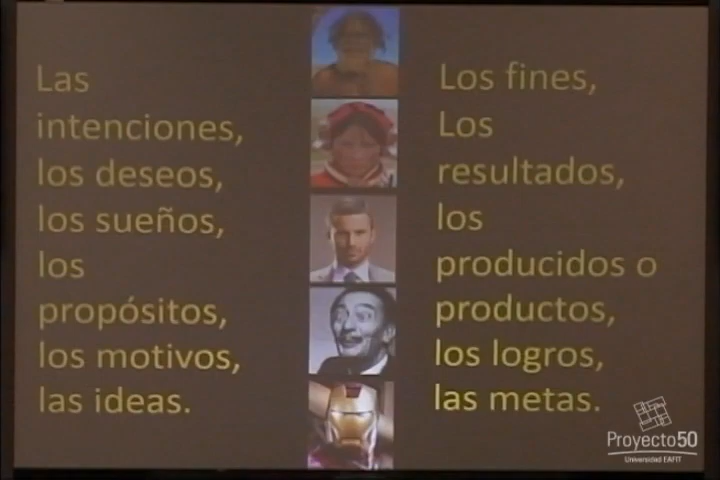 Las
intenciones,
los deseos,
los sueños,
los
propósitos,
los motivos,
las ideas.
Los fines,
Los
resultados,
los
producidos o
productos,
los logros,
las metas.
Proyecto50
Universidad EAFIT